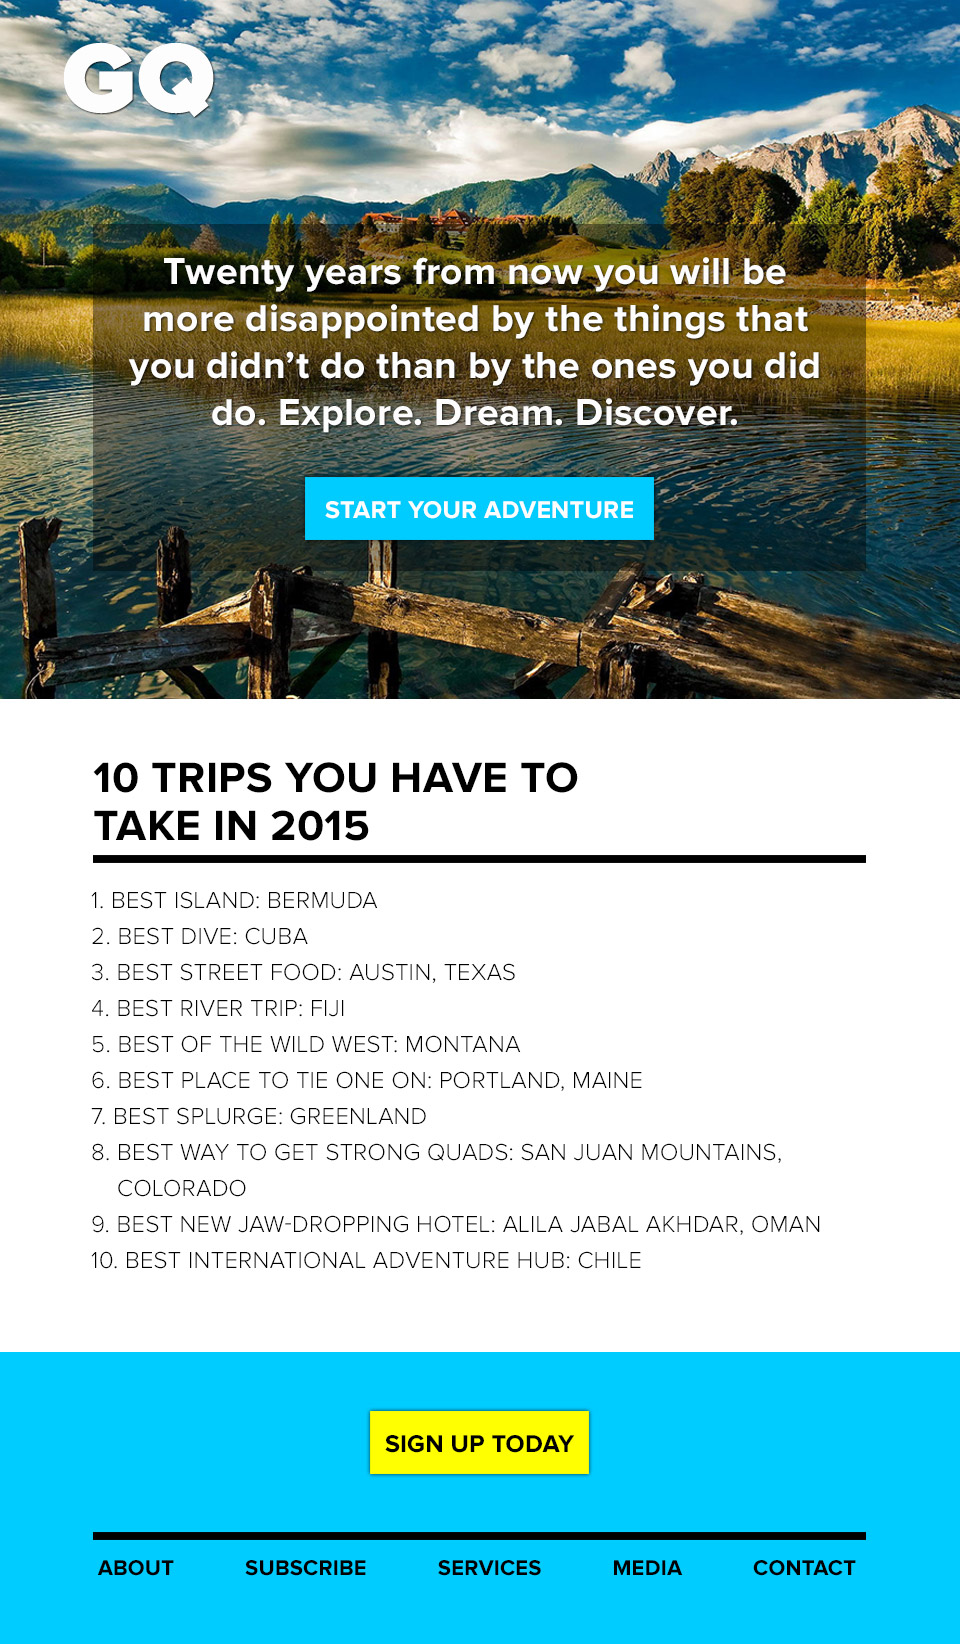 GQ
Twenty years from now you will be
more disappointed by the things that
you didn’t do than by the ones you did
do. Explore. Dream. Discover.
START YOUR ADVENTURE
10 TRIPS YOU HAVE TO
TAKE IN 2015
1. BEST ISLAND: BERMUDA
2. BEST DIVE: CUBA
3. BEST STREET FOOD: AUSTIN, TEXAS
4. BEST RIVER TRIP: FIJI
5. BEST OF THE WILD WEST: MONTANA
6. BEST PLACE TO TIE ONE ON: PORTLAND, MAINE
7. BEST SPLURGE: GREENLAND
8. BEST WAY TO GET STRONG QUADS: SAN JUAN MOUNTAINS,
COLORADO
9. BEST NEW JAW-DROPPING HOTEL: ALILA JABAL AKHDAR, OMAN
10. BEST INTERNATIONAL ADVENTURE HUB: CHILE
SIGN UP TODAY
ABOUT SUBSCRIBE SERVICES MEDIA CONTACT